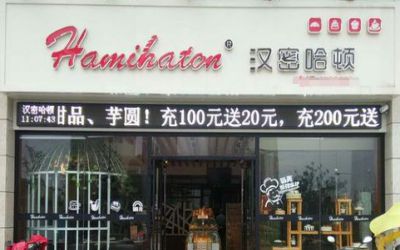 Hamihaton® 汉密哈顿
汉密哈顿
11:07:43
甜品、芋圆！充100元送20元，充200元送